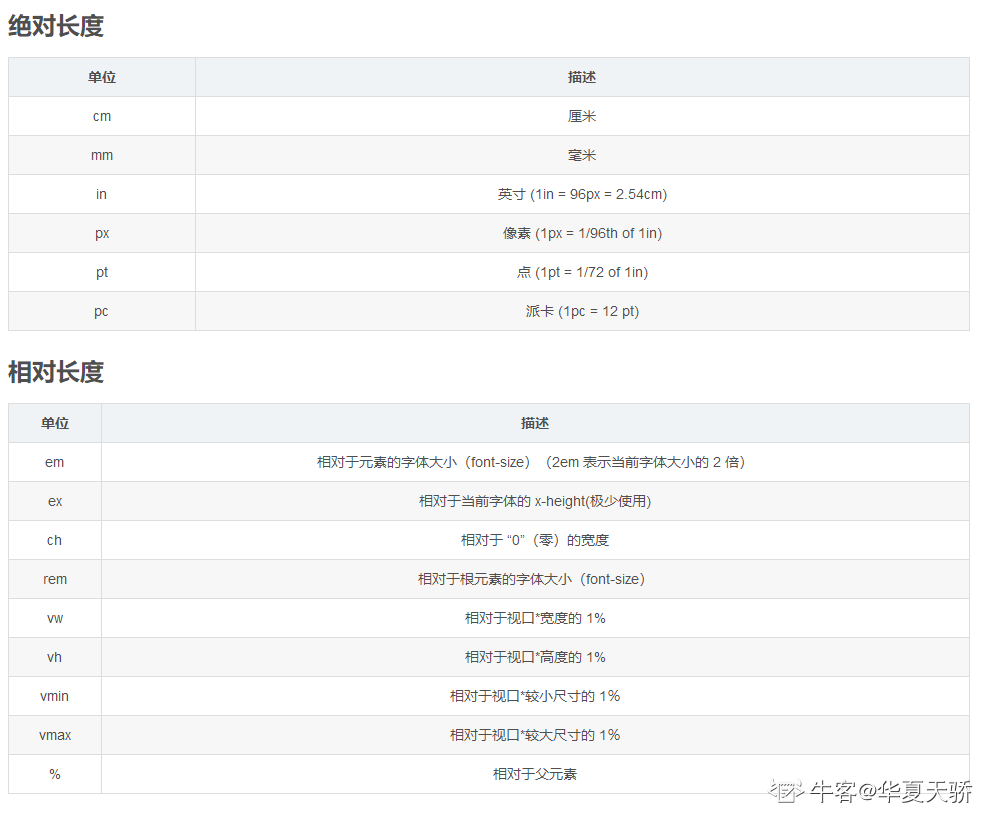 绝对长度
单位 描述
cm 厘米
mm 毫米
in 英寸 (1in = 96px = 2.54cm)
px 像素 (1px = 1/96th of 1in)
pt 点 (1pt = 1/72 of 1in)
pc 派卡 (1pc = 12 pt)
相对长度
单位 描述
em 相对于元素的字体大小（font-size）（2em 表示当前字体大小的 2 倍）
ex 相对于当前字体的 x-height(极少使用)
ch 相对于 “0”（零）的宽度
rem 相对于根元素的字体大小（font-size）
vw 相对于视口*宽度的 1%
vh 相对于视口*高度的 1%
vmin 相对于视口*较小尺寸的 1％
vmax 相对于视口*较大尺寸的 1％
% 相对于父元素
牛客@华夏天骄